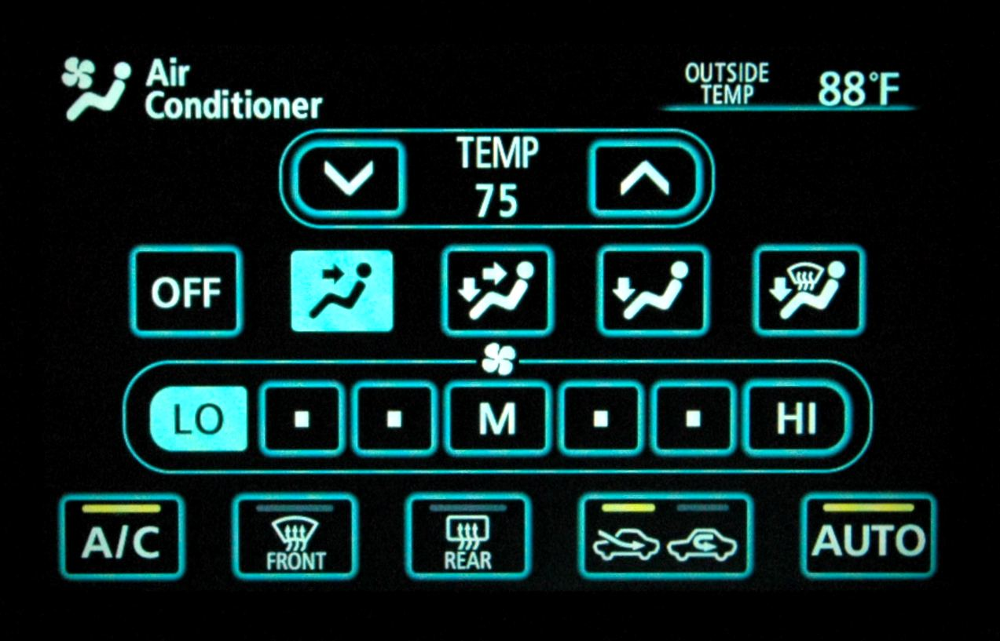 Air
Conditioner
OUTSIDE
TEMP
88°F
TEMP
75
OFF
LO
M
HI
A/C
FRONT
REAR
AUTO